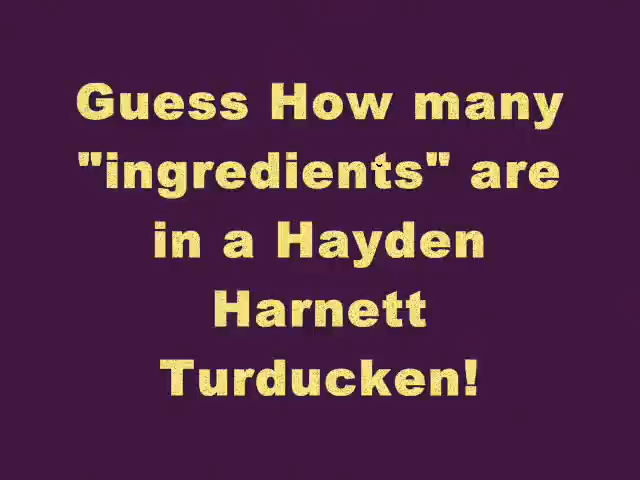 Guess How many
"ingredients" are
in a Hayden
Harnett
Turducken!